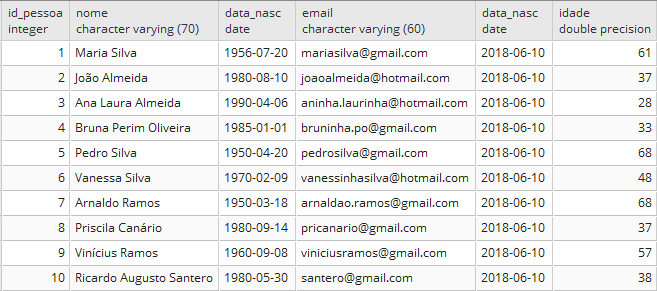 id_pessoa nome data_nasc email data_nasc idade
integer character varying (70) date character varying (60) date double precision
1 Maria Silva 1956-07-20 mariasilva@gmail.com 2018-06-10 61
2 João Almeida 1980-08-10 joaoalmeida@hotmail.com 2018-06-10 37
3 Ana Laura Almeida 1990-04-06 aninha.laurinha@hotmail.com 2018-06-10 28
4 Bruna Perim Oliveira 1985-01-01 bruninha.po@gmail.com 2018-06-10 33
5 Pedro Silva 1950-04-20 pedrosilva@gmail.com 2018-06-10 68
6 Vanessa Silva 1970-02-09 vanessinhasilva@hotmail.com 2018-06-10 48
7 Arnaldo Ramos 1950-03-18 arnaldao.ramos@gmail.com 2018-06-10 68
8 Priscila Canário 1980-09-14 pricanario@gmail.com 2018-06-10 37
9 Vinícius Ramos 1960-09-08 viniciusramos@gmail.com 2018-06-10 57
10 Ricardo Augusto Santero 1980-05-30 santero@gmail.com 2018-06-10 38